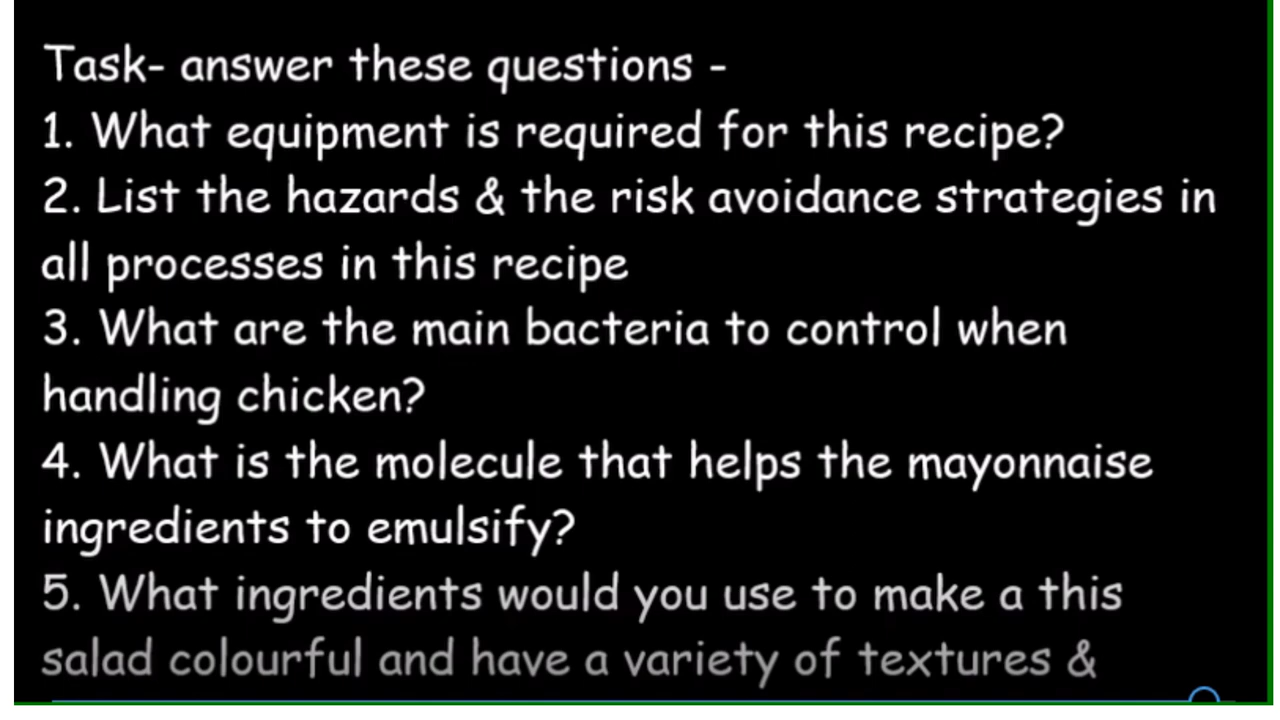 Task- answer these questions -
1. What equipment is required for this recipe?
2. List the hazards & the risk avoidance strategies in
all processes in this recipe
3. What are the main bacteria to control when
handling chicken?
4. What is the molecule that helps the mayonnaise
ingredients to emulsify?
5. What ingredients would you use to make a this
salad colourful and have a variety of textures &